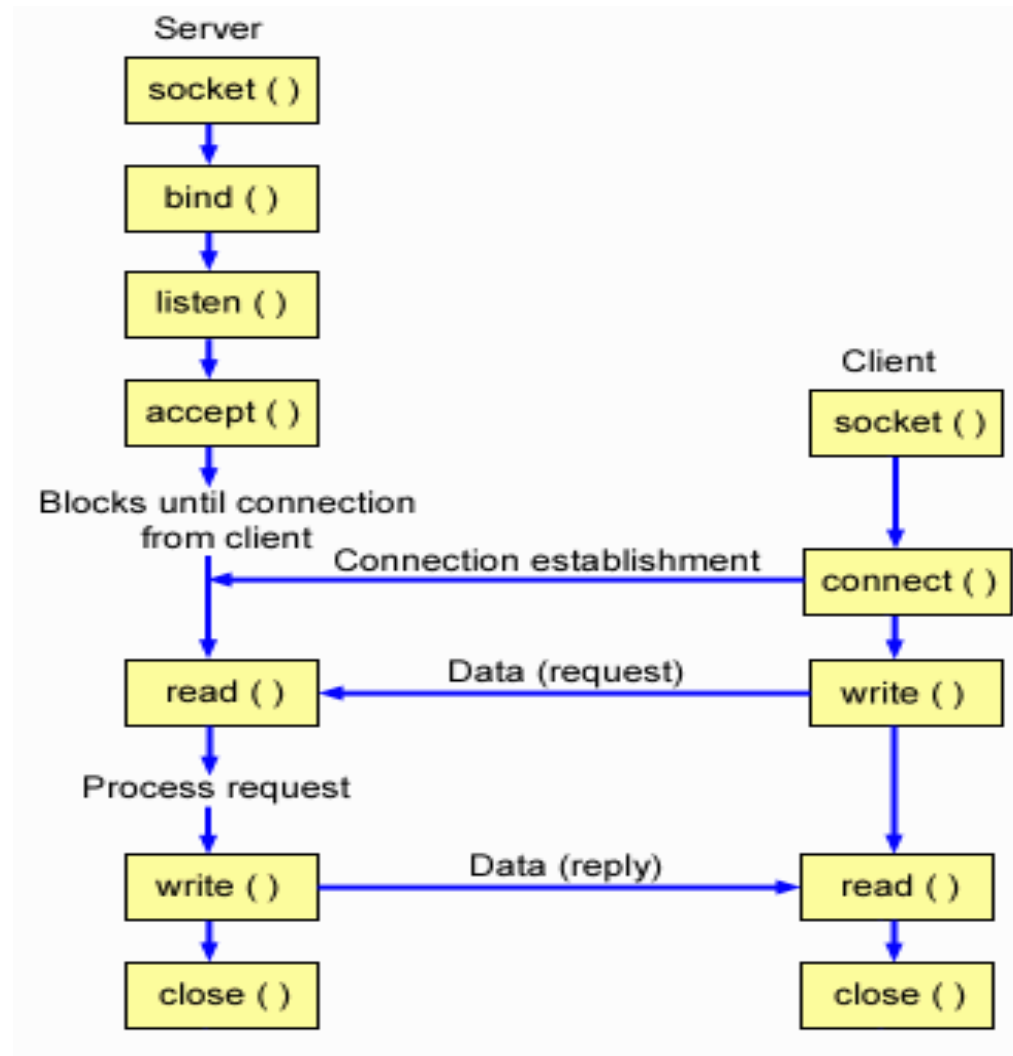 Server
socket ( )
bind ( )
listen ( )
Client
accept ( )
socket ( )
Blocks until connection
from client
Connection establishment
connect ( )
Data (request)
read ( )
write ( )
Process request
Data (reply)
write ( )
read ( )
close ( )
close ( )